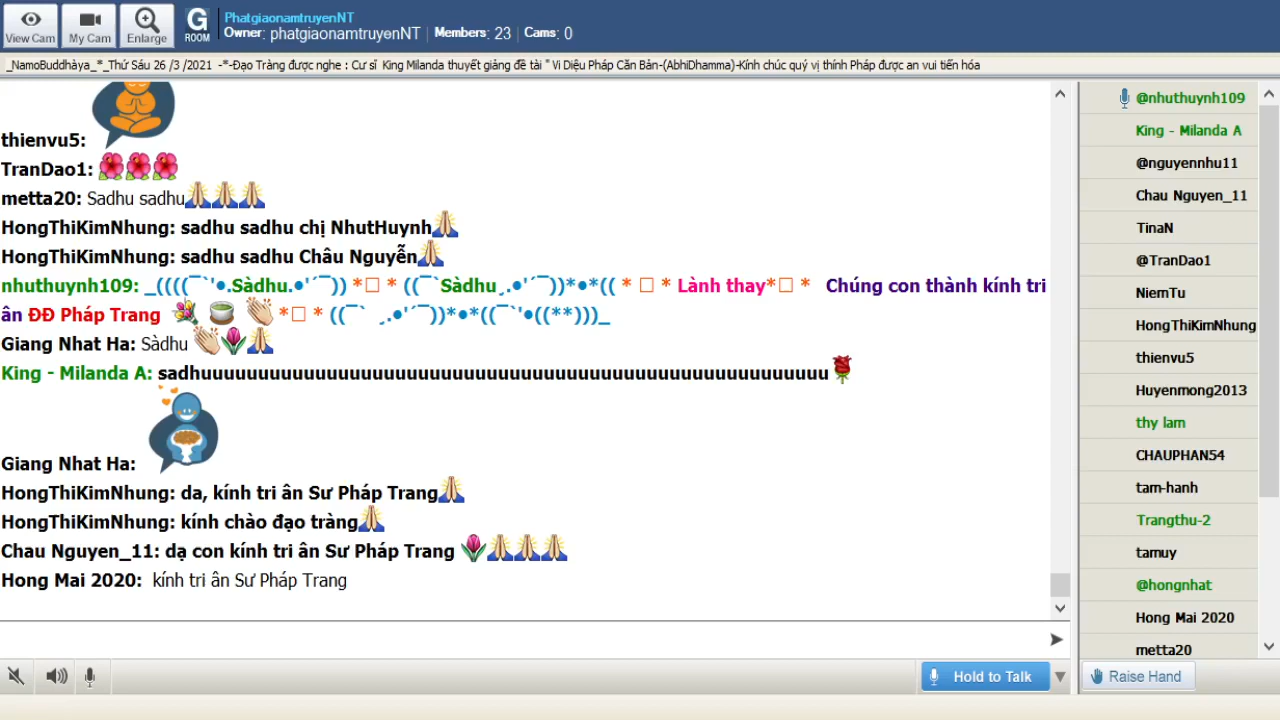 View Cam
My Cam
Enlarge
G
ROOM
PhatgiaonamtruyenNT
Owner: phatgiaonamtruyenNT | Members: 23 | Cams: 0
_NamoBuddhàya_*_Thứ Sáu 26 /3 /2021 -*-Đạo Tràng được nghe : Cư sĩ King Milanda thuyết giảng đề tài " Vi Diệu Pháp Căn Bản-(AbhiDhamma)-Kính chúc quý vị thính Pháp được an vui tiến hóa
thienvu5:
TranDao1: 🌺🌺🌺
metta20: Sadhu sadhu🙏🙏🙏
HongThiKimNhung: sadhu sadhu chị NhutHuynh🙏
HongThiKimNhung: sadhu sadhu Châu Nguyễn🙏
nhuthuynh109: _((((¯`'•.Sàdhu.•'´¯)) *□ * ((¯`Sàdhu¸.•'´¯))*•*(( * □ * Lành thay*□ * Chúng con thành kính tri
ân ĐĐ Pháp Trang 💐 🍵 👏 *□ * ((¯` ¸.•'´¯))*•*((¯`'•((**)))_
Giang Nhat Ha: Sàdhu 👏🌷🙏
King - Milanda A: sadhuuuuuuuuuuuuuuuuuuuuuuuuuuuuuuuuuuuuuuuuuuuuuuuuuuuuuuu🌹
Giang Nhat Ha:
HongThiKimNhung: da, kính tri ân Sư Pháp Trang🙏
HongThiKimNhung: kính chào đạo tràng🙏
Chau Nguyen_11: dạ con kính tri ân Sư Pháp Trang 🌷🙏🙏🙏
Hong Mai 2020: kính tri ân Sư Pháp Trang
Hold to Talk
@nhuthuynh109
King - Milanda A
@nguyennhu11
Chau Nguyen_11
TinaN
@TranDao1
NiemTu
HongThiKimNhung
thienvu5
Huyenmong2013
thy lam
CHAUPHAN54
tam-hanh
Trangthu-2
tamuy
@hongnhat
Hong Mai 2020
metta20
Raise Hand